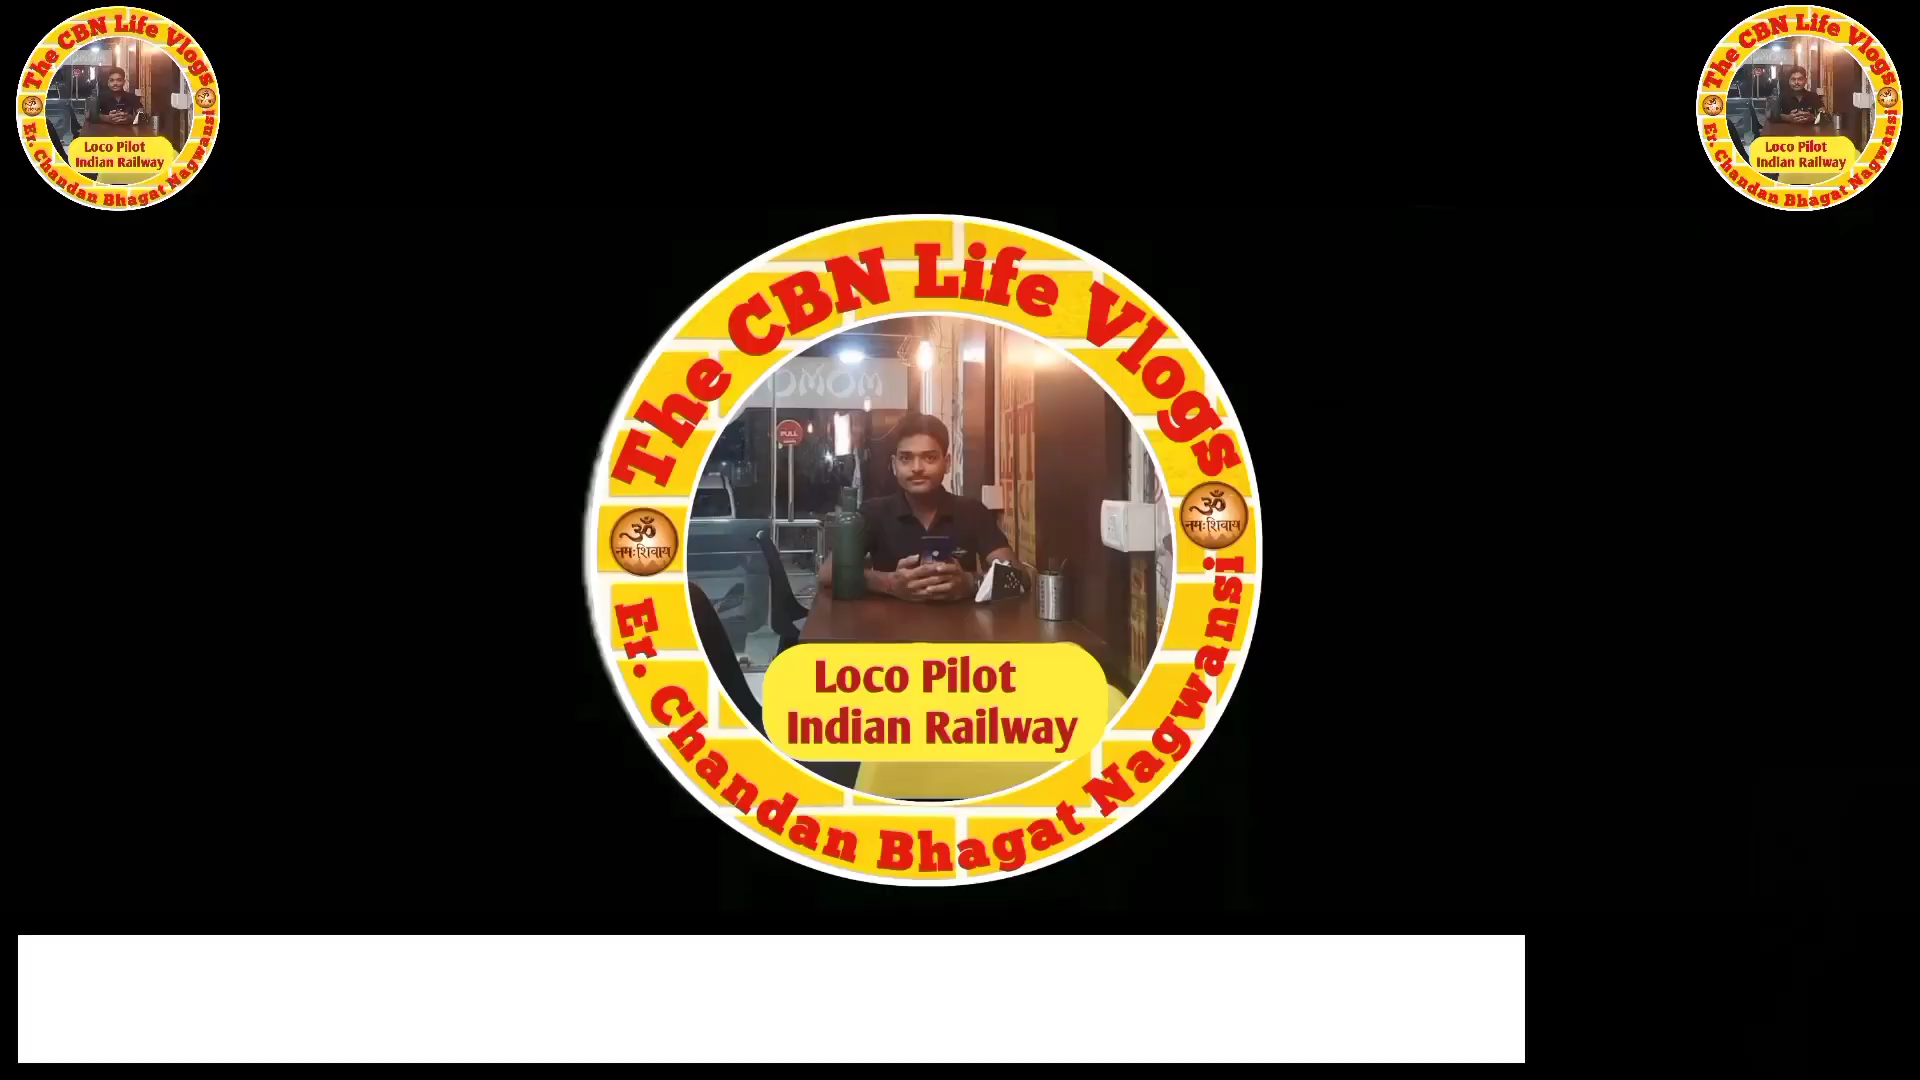 The CBN Life Vlogs
Loco Pilot
Indian Railway
Er. Chandan Bhagat Nagwansi
The CBN Life Vlogs
Loco Pilot
Indian Railway
Er. Chandan Bhagat Nagwansi
The CBN Life Vlogs
MOMO
PULL
ॐ
नमः शिवाय
ॐ
नमः शिवाय
Loco Pilot
Indian Railway
Er. Chandan Bhagat Nagwansi